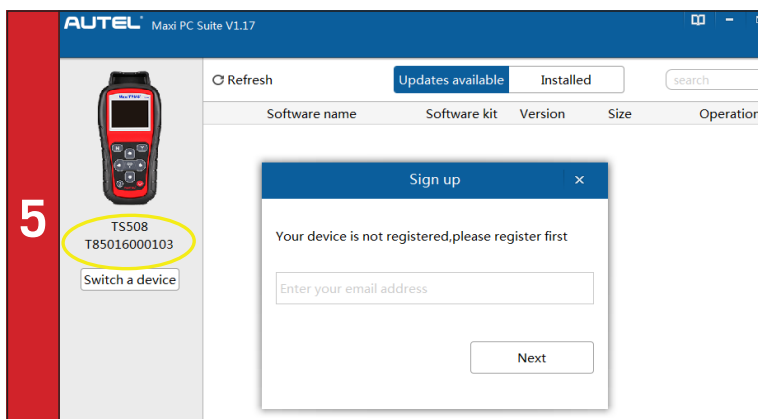 AUTEL Maxi PC Suite V1.17
Refresh Updates available Installed search
Software name Software kit Version Size Operation
5
Sign up
TS508
T85016000103
Your device is not registered,please register first
Switch a device
Enter your email address
Next